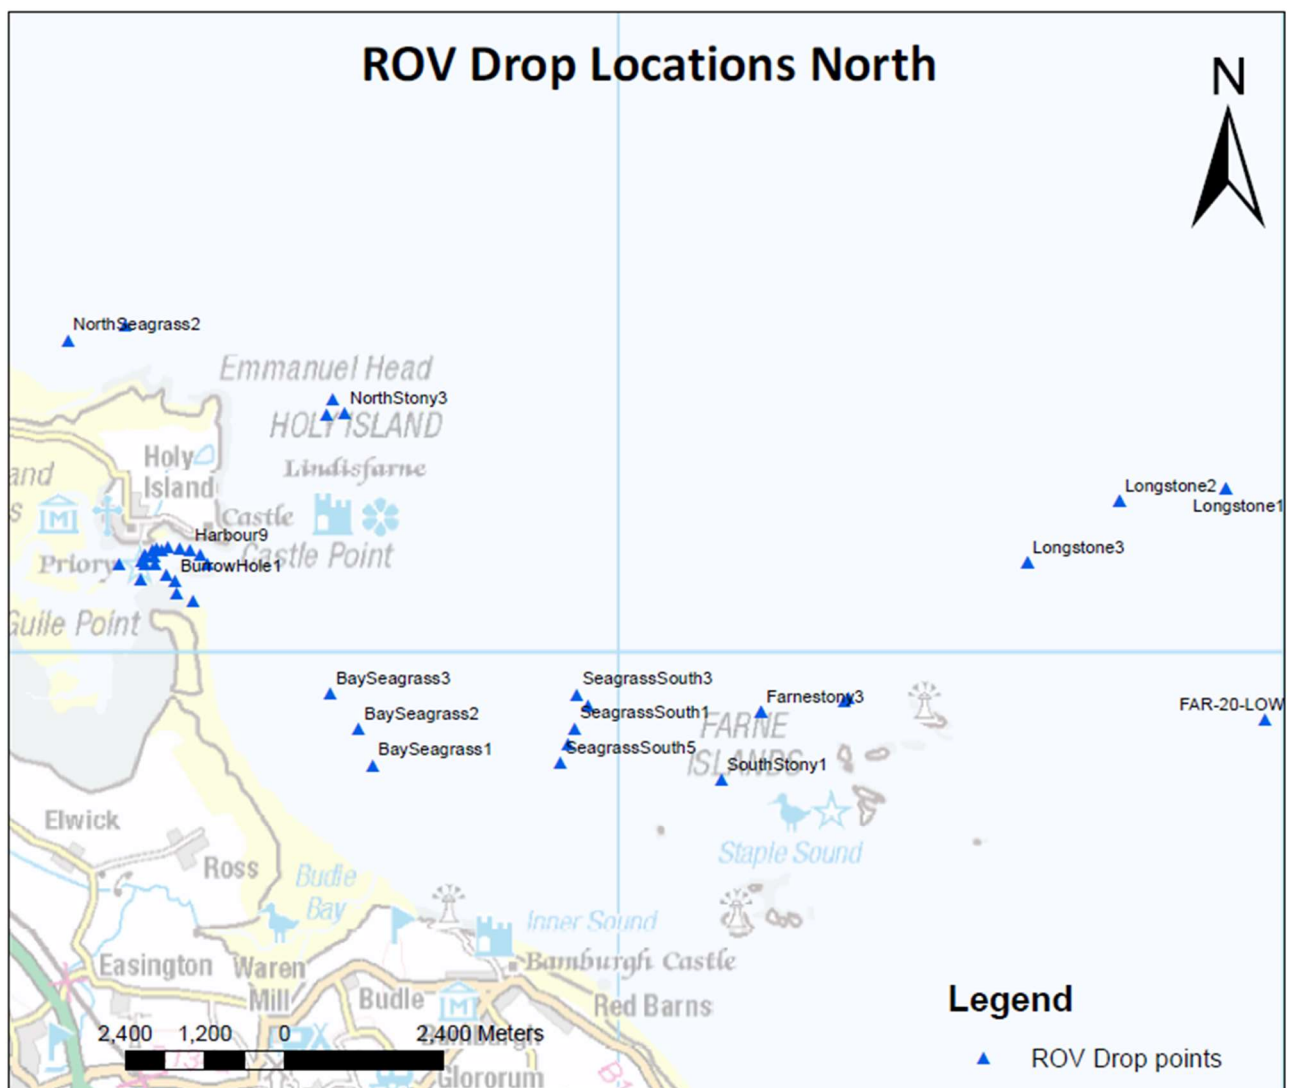 ROV Drop Locations North
N
NorthSeagrass2
Emmanuel Head
NorthStony3
HOLY ISLAND
Holy
Island
Lindisfarne
and
s
Longstone2
Longstone1
Castle
Harbour9
Castle Point
Longstone3
Priory
BurrowHole1
Guile Point
BaySeagrass3
SeagrassSouth3
Farnestony3
FAR-20-LOW
BaySeagrass2
SeagrassSouth1
FARNE
ISLANDS
BaySeagrass1
SeagrassSouth5
SouthStony1
Elwick
Staple Sound
Ross
Budle
Bay
Inner Sound
Easington
Waren
Mill
Bamburgh Castle
Budle
Red Barns
Legend
2,400 1,200 0 2,400 Meters
Bamburgh
ROV Drop points
Glororum